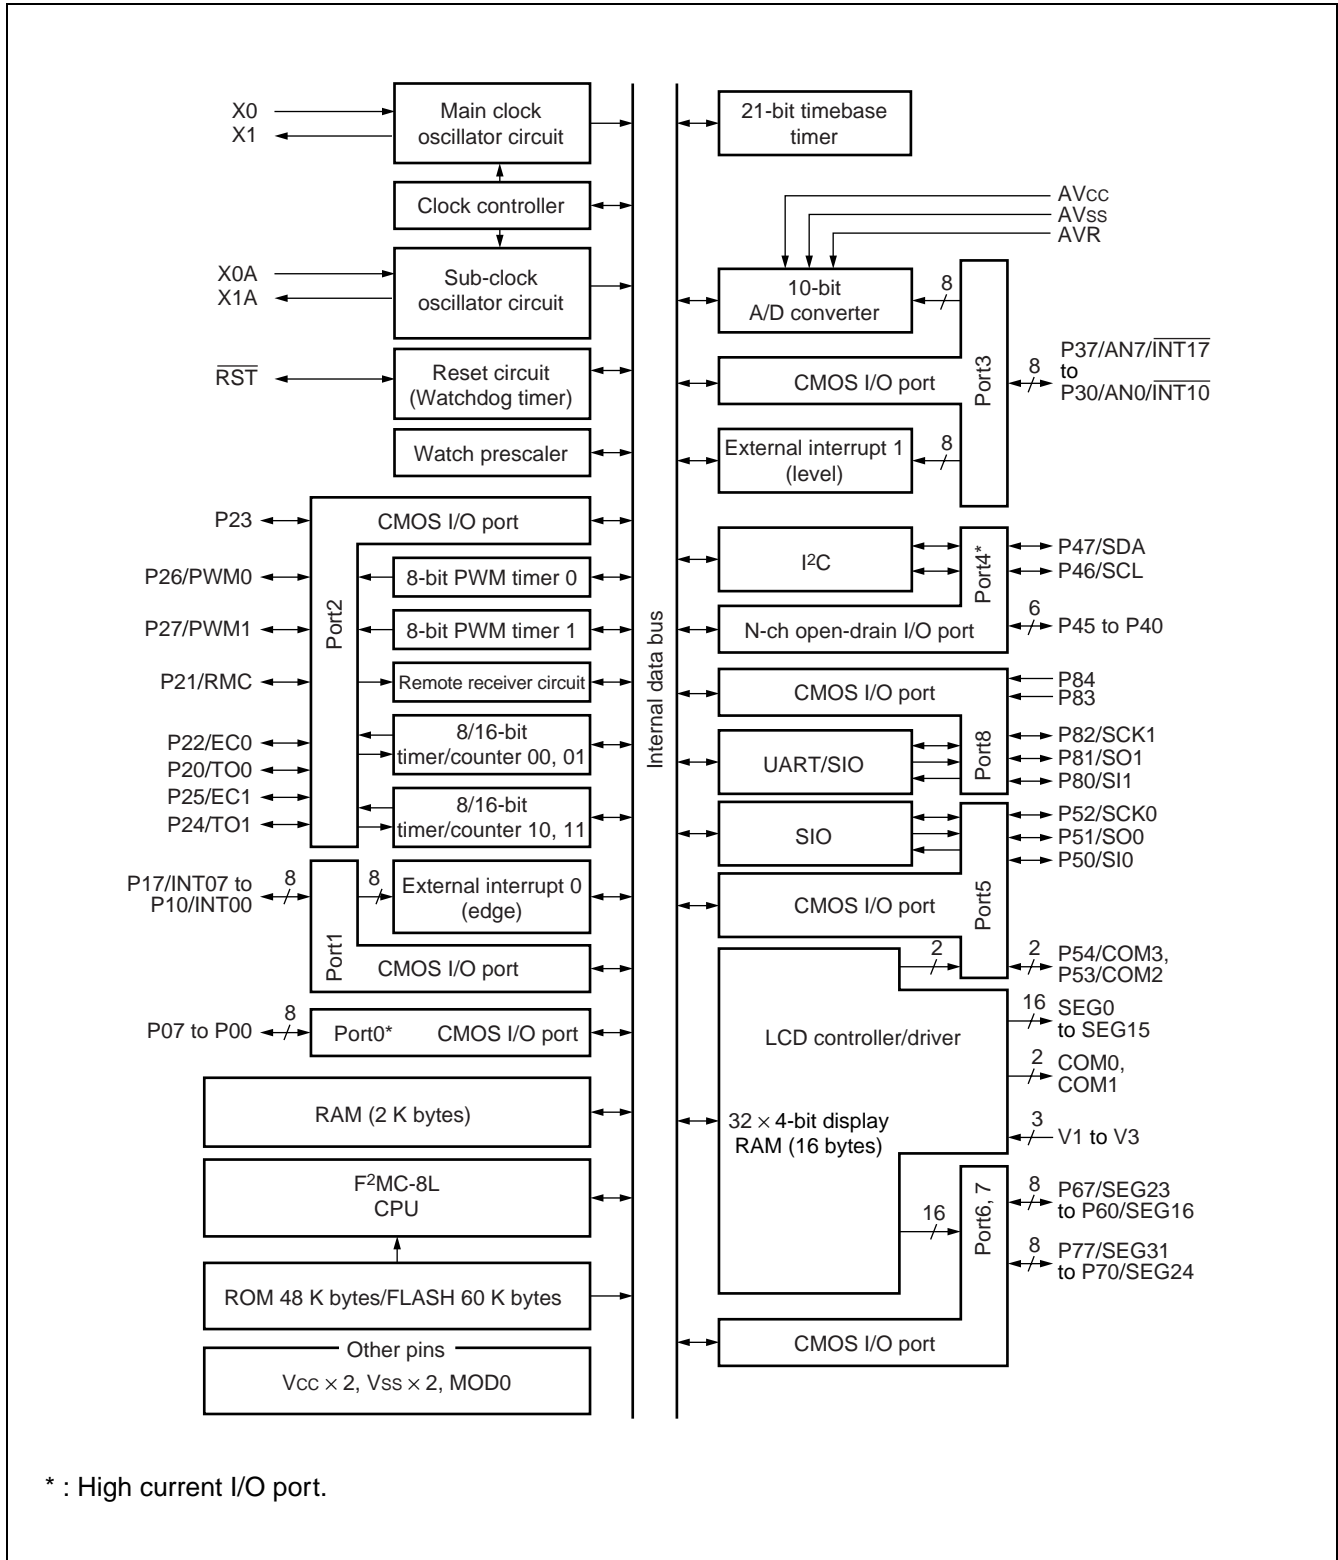 X0
X1
Main clock
oscillator circuit
Clock controller
X0A
X1A
Sub-clock
oscillator circuit
RST
Reset circuit
(Watchdog timer)
Watch prescaler
P23
CMOS I/O port
P26/PWM0
8-bit PWM timer 0
P27/PWM1
8-bit PWM timer 1
Port2
P21/RMC
Remote receiver circuit
P22/EC0
P20/TO0
8/16-bit
timer/counter 00, 01
P25/EC1
P24/TO1
8/16-bit
timer/counter 10, 11
P17/INT07 to
P10/INT00
8
8
External interrupt 0
(edge)
Port1
CMOS I/O port
P07 to P00
8
Port0*
CMOS I/O port
RAM (2 K bytes)
F²MC-8L
CPU
ROM 48 K bytes/FLASH 60 K bytes
Other pins
Vcc × 2, Vss × 2, MOD0
Internal data bus
21-bit timebase
timer
AVcc
AVss
AVR
10-bit
A/D converter
8
CMOS I/O port
Port3
8
P37/AN7/INT17
to
P30/AN0/INT10
External interrupt 1
(level)
8
I²C
Port4*
P47/SDA
P46/SCL
N-ch open-drain I/O port
6
P45 to P40
CMOS I/O port
P84
P83
UART/SIO
Port8
P82/SCK1
P81/SO1
P80/SI1
SIO
P52/SCK0
P51/SO0
P50/SI0
CMOS I/O port
Port5
2
2
P54/COM3,
P53/COM2
LCD controller/driver
16
SEG0
to SEG15
2
COM0,
COM1
32 × 4-bit display
RAM (16 bytes)
3
V1 to V3
16
Port6, 7
8
P67/SEG23
to P60/SEG16
8
P77/SEG31
to P70/SEG24
CMOS I/O port
* : High current I/O port.